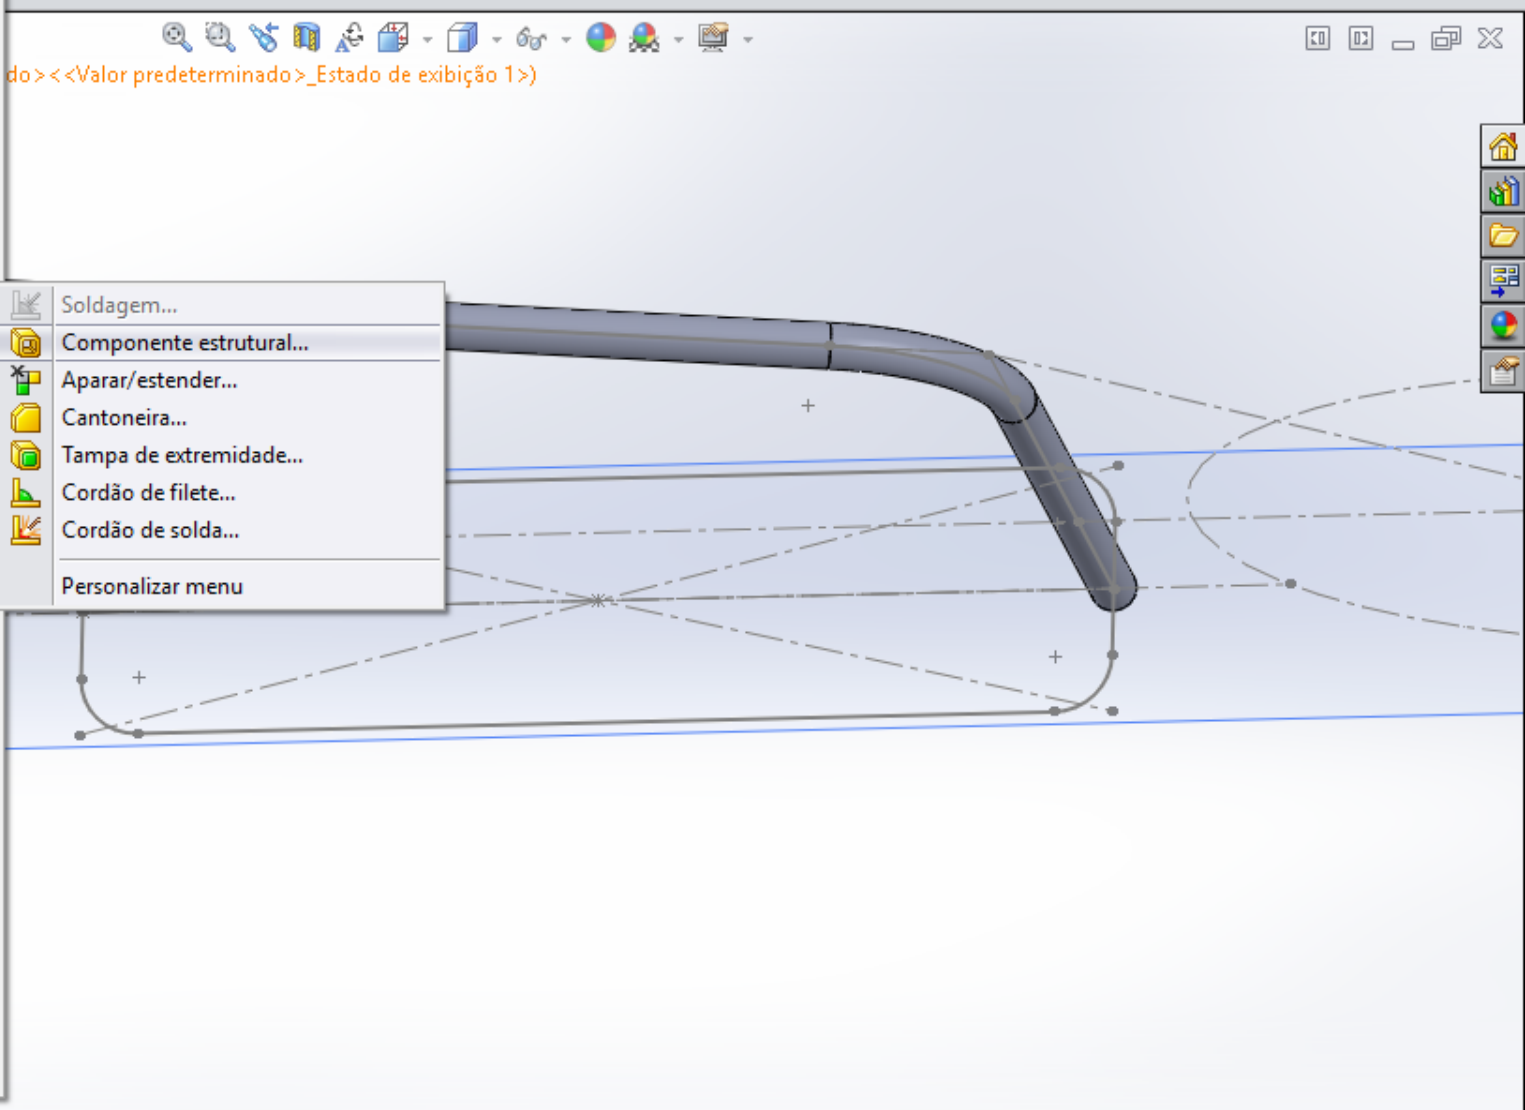 do><<Valor predeterminado>_Estado de exibição 1>)
Soldagem...
Componente estrutural...
Aparar/estender...
Cantoneira...
Tampa de extremidade...
Cordão de filete...
Cordão de solda...
Personalizar menu